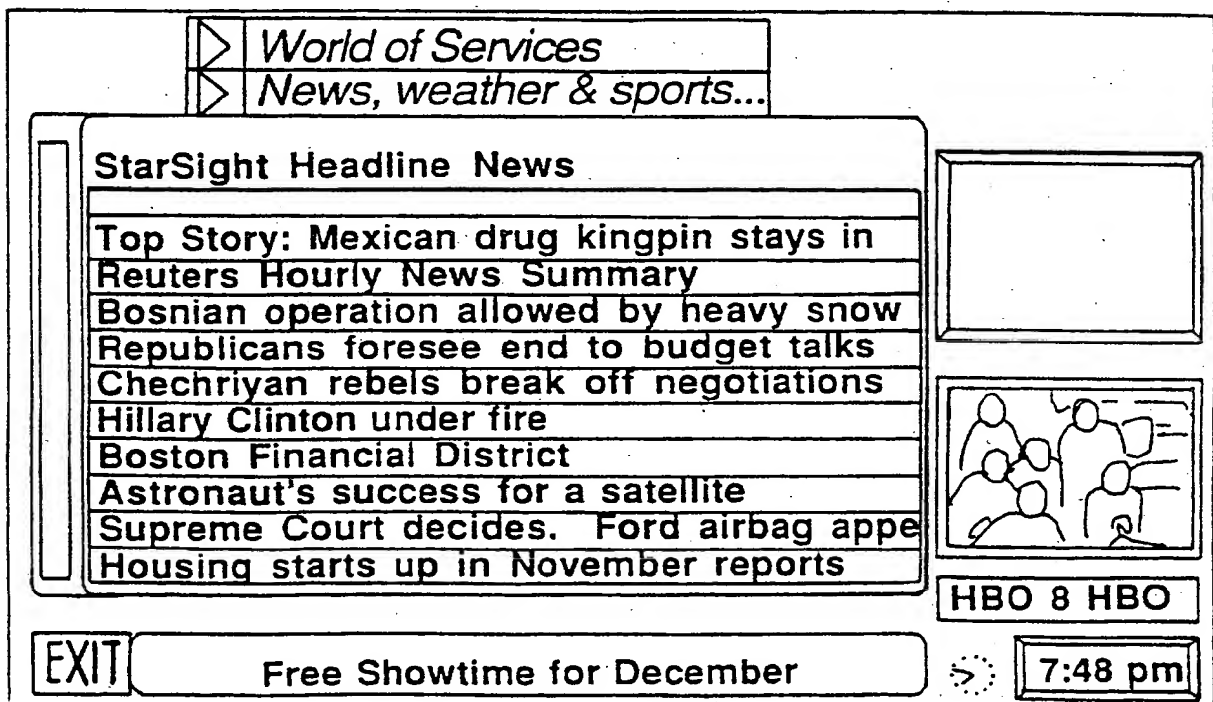 World of Services
News, weather & sports...
StarSight Headline News
Top Story: Mexican drug kingpin stays in
Reuters Hourly News Summary
Bosnian operation allowed by heavy snow
Republicans foresee end to budget talks
Chechriyan rebels break off negotiations
Hillary Clinton under fire
Boston Financial District
Astronaut's success for a satellite
Supreme Court decides. Ford airbag appe
Housing starts up in November reports
HBO 8 HBO
EXIT
Free Showtime for December
7:48 pm